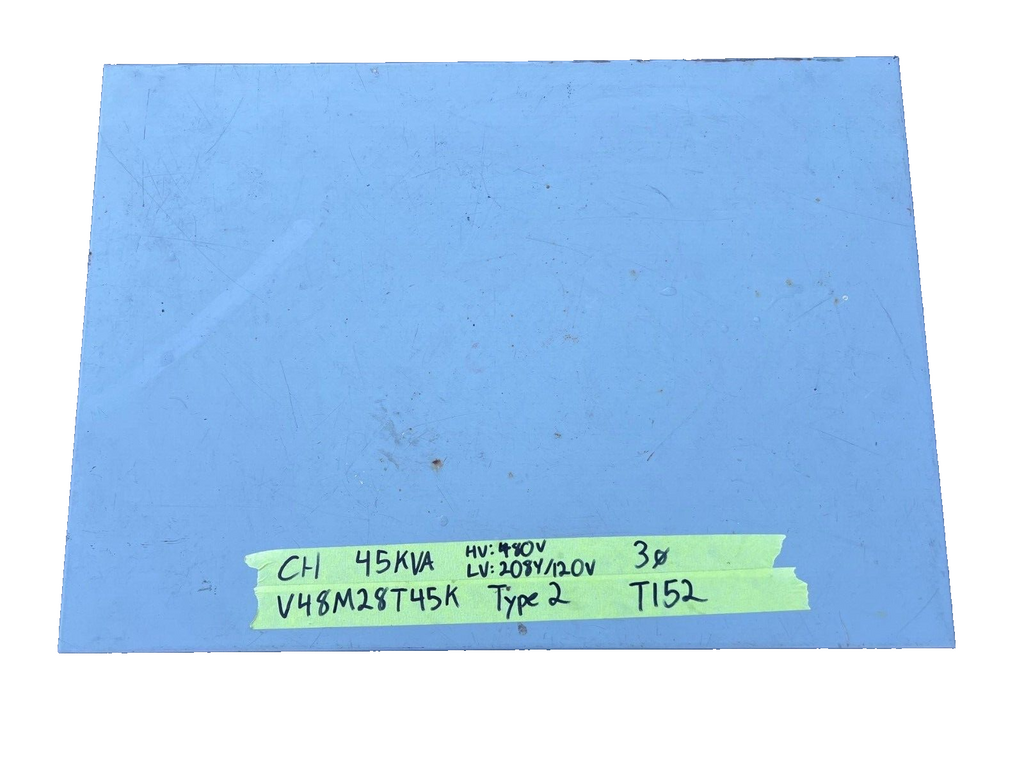 CH 45KVA HV: 480V 3ø
LV: 208Y/120V
V48M28T45K Type 2 T152